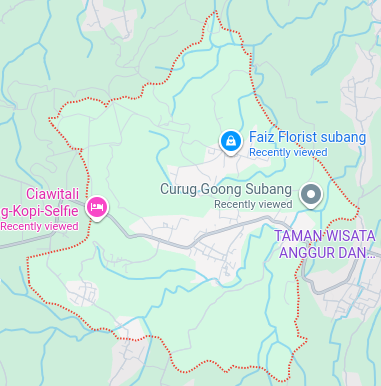 Faiz Florist subang
Recently viewed
Curug Goong Subang
Recently viewed
Ciawitali
g-Kopi-Selfie
Recently viewed
TAMAN WISATA
ANGGUR DAN...